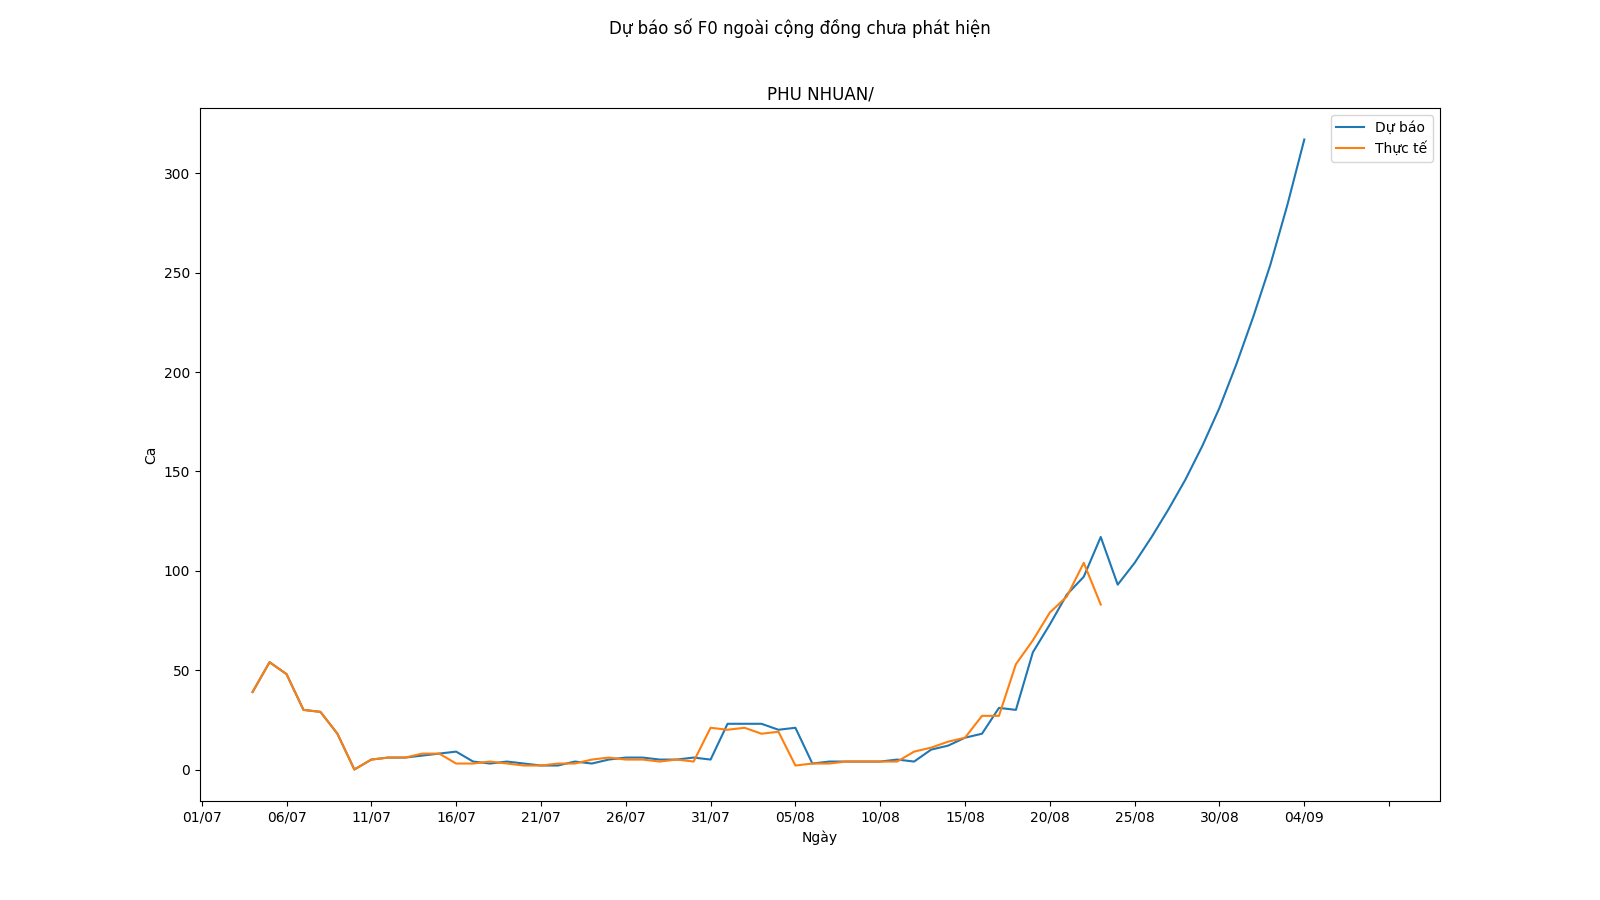 Dự báo số F0 ngoài cộng đồng chưa phát hiện
PHU NHUAN/
Dự báo
Thực tế
300
250
200
150
100
50
0
Ca
01/07 06/07 11/07 16/07 21/07 26/07 31/07 05/08 10/08 15/08 20/08 25/08 30/08 04/09
Ngày